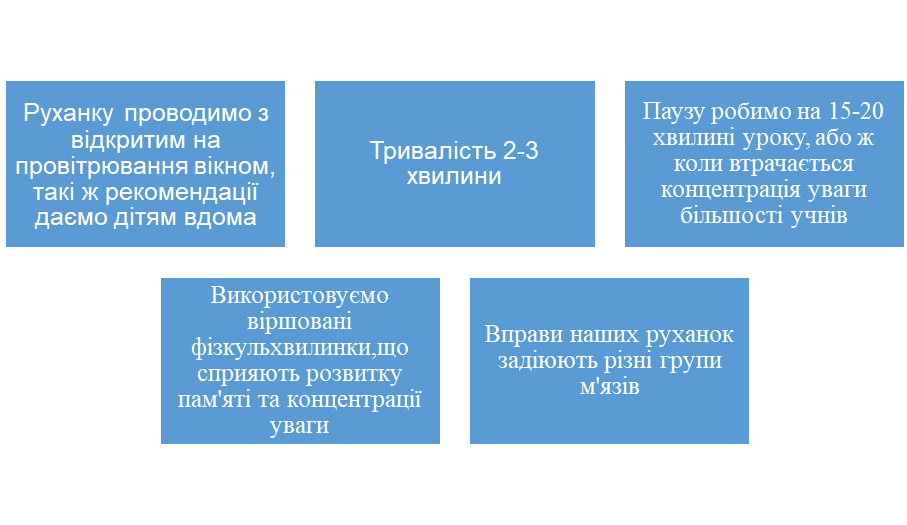 Руханку проводимо з
відкритим на
провітрювання вікном,
такі ж рекомендації
даємо дітям вдома
Тривалість 2-3
хвилини
Паузу робимо на 15-20
хвилині уроку, або ж
коли втрачається
концентрація уваги
більшості учнів
Використовуємо
віршовані
фізкульхвилинки,що
сприяють розвитку
пам'яті та концентрації
уваги
Вправи наших руханок
задіюють різні групи
м'язів